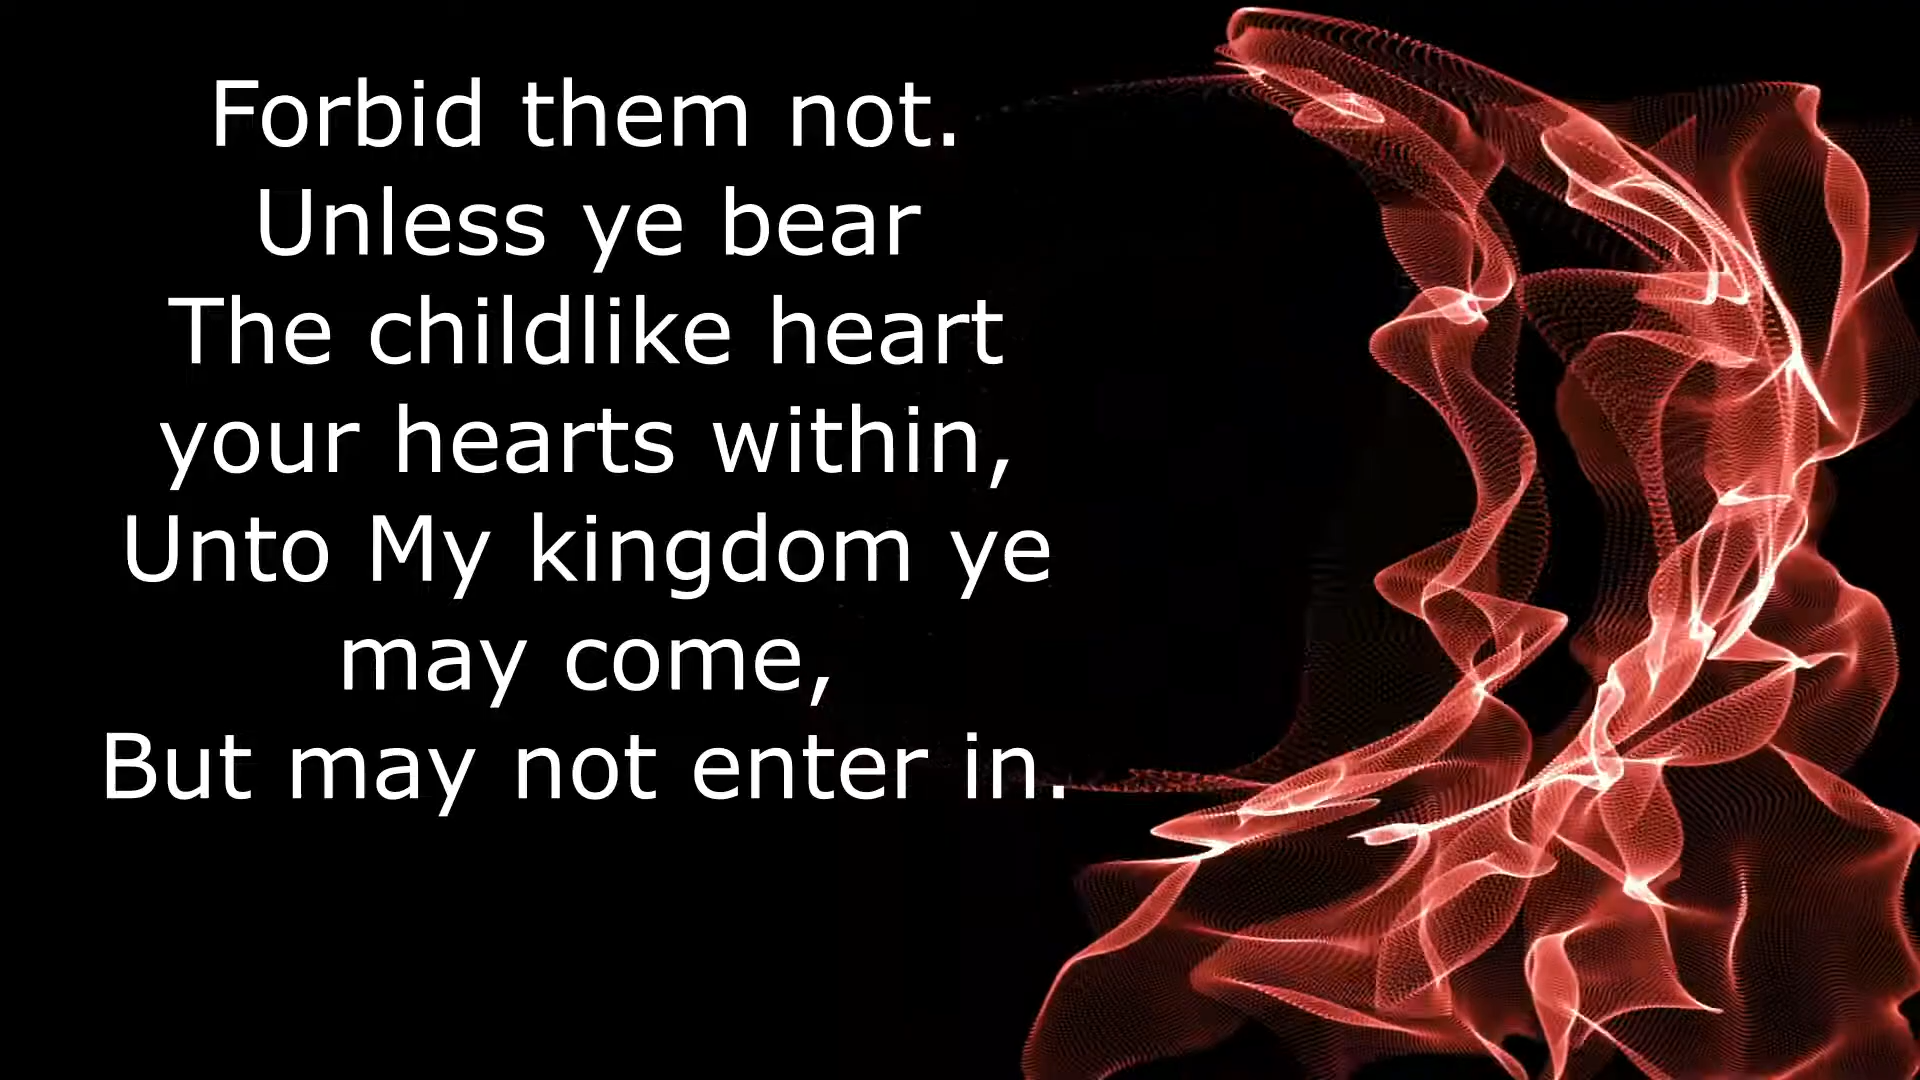 Forbid them not.
Unless ye bear
The childlike heart
your hearts within,
Unto My kingdom ye
may come,
But may not enter in.